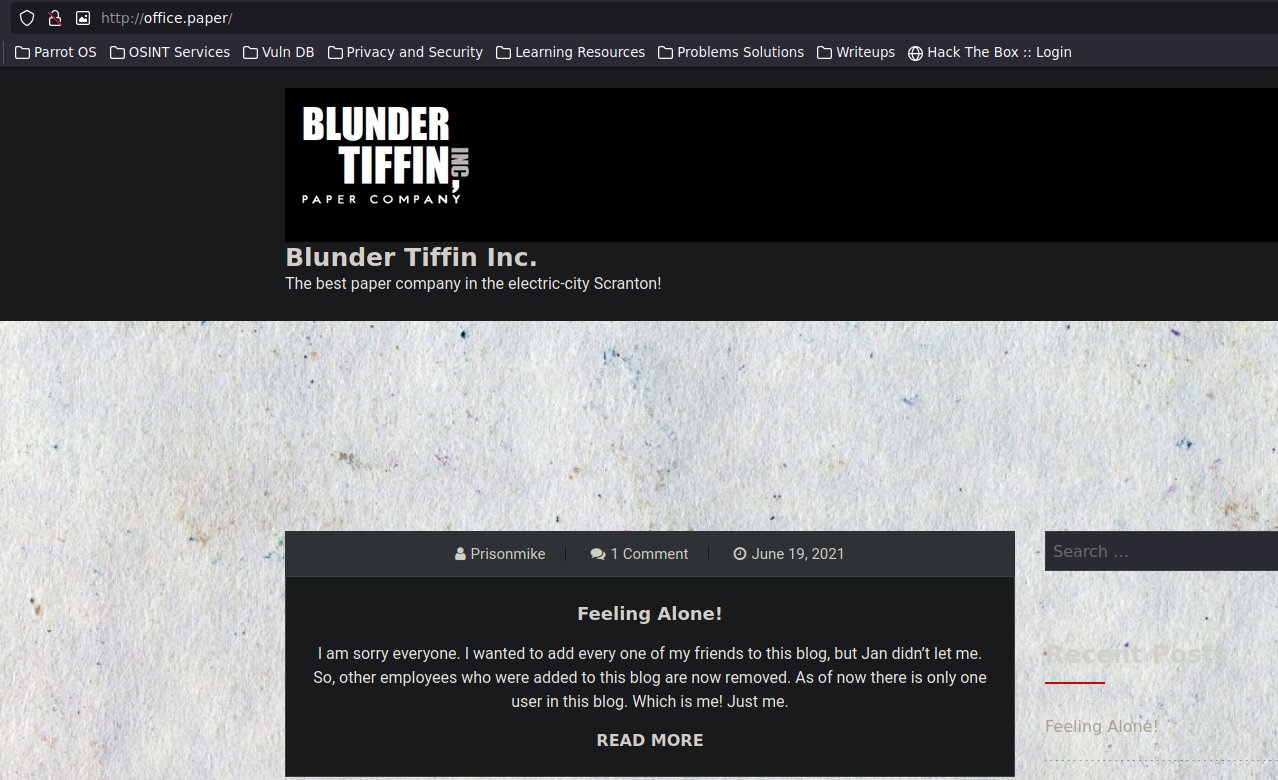 http://office.paper/
Parrot OS OSINT Services Vuln DB Privacy and Security Learning Resources Problems Solutions Writeups Hack The Box :: Login
BLUNDER
TIFFIN, INC
PAPER COMPANY
Blunder Tiffin Inc.
The best paper company in the electric-city Scranton!
Prisonmike 1 Comment June 19, 2021
Search ...
Feeling Alone!
I am sorry everyone. I wanted to add every one of my friends to this blog, but Jan didn’t let me.
So, other employees who were added to this blog are now removed. As of now there is only one
user in this blog. Which is me! Just me.
READ MORE
Recent Posts
Feeling Alone!